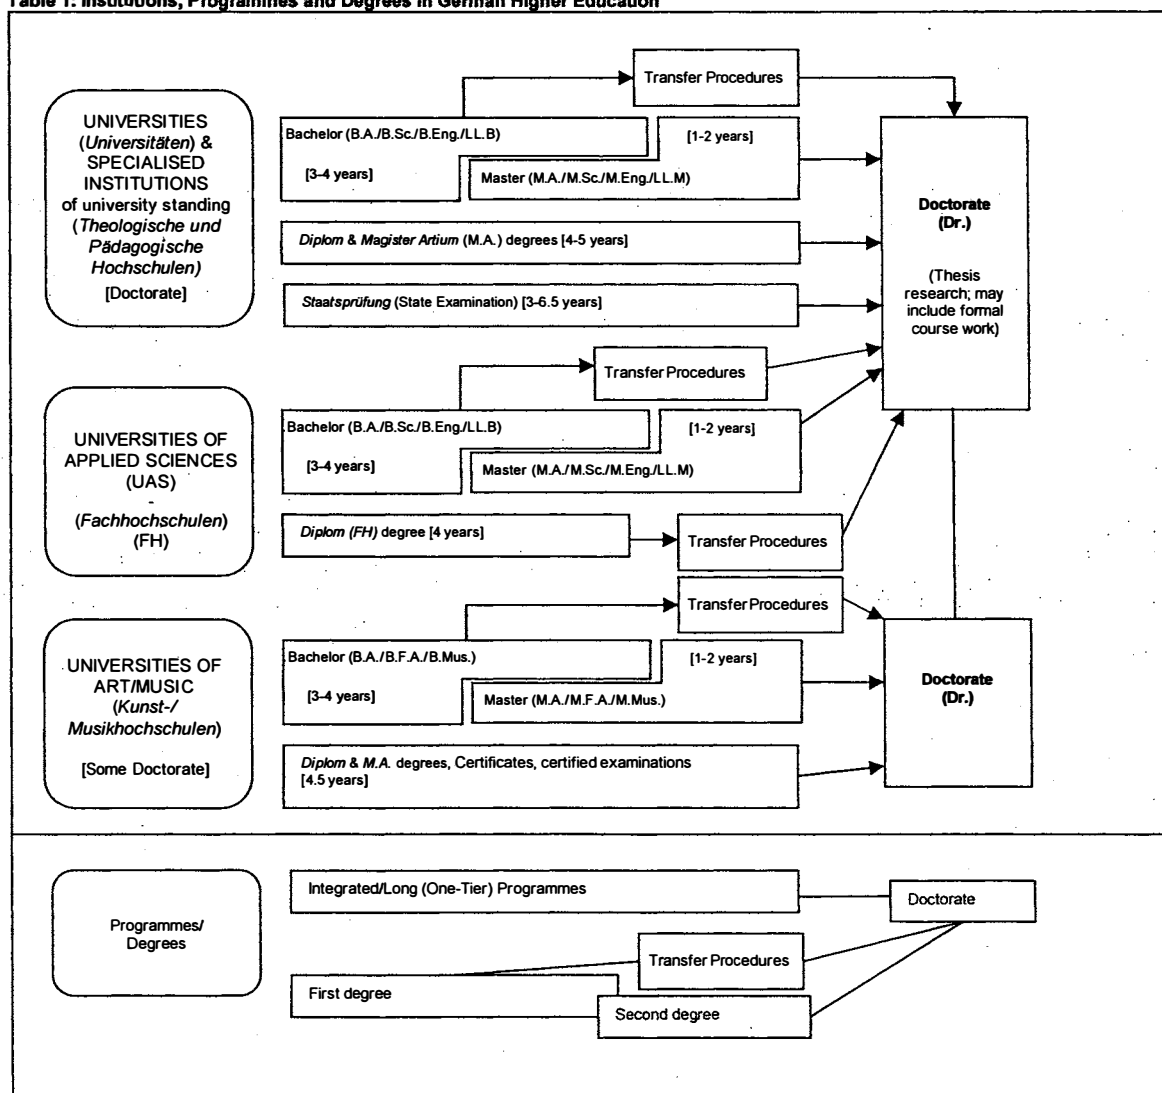 Table 1: Institutions, Programmes and Degrees in German Higher Education
Transfer Procedures
UNIVERSITIES
(Universitäten) &
SPECIALISED
INSTITUTIONS
of university standing
(Theologische und
Pädagogische
Hochschulen)
[Doctorate]
Bachelor (B.A./B.Sc./B.Eng./LL.B)
[3-4 years]
[1-2 years]
Master (M.A./M.Sc./M.Eng./LL.M)
Diplom & Magister Artium (M.A.) degrees [4-5 years]
Staatsprüfung (State Examination) [3-6.5 years]
Doctorate
(Dr.)
(Thesis
research; may
include formal
course work)
Transfer Procedures
UNIVERSITIES OF
APPLIED SCIENCES
(UAS)
-
(Fachhochschulen)
(FH)
Bachelor (B.A./B.Sc./B.Eng./LL.B)
[3-4 years]
[1-2 years]
Master (M.A./M.Sc./M.Eng./LL.M)
Diplom (FH) degree [4 years]
Transfer Procedures
Transfer Procedures
UNIVERSITIES OF
ART/MUSIC
(Kunst-/
Musikhochschulen)
[Some Doctorate]
Bachelor (B.A./B.F.A./B.Mus.)
[3-4 years]
[1-2 years]
Master (M.A./M.F.A./M.Mus.)
Diplom & M.A. degrees, Certificates, certified examinations
[4.5 years]
Doctorate
(Dr.)
Programmes/
Degrees
Integrated/Long (One-Tier) Programmes
Doctorate
Transfer Procedures
First degree
Second degree